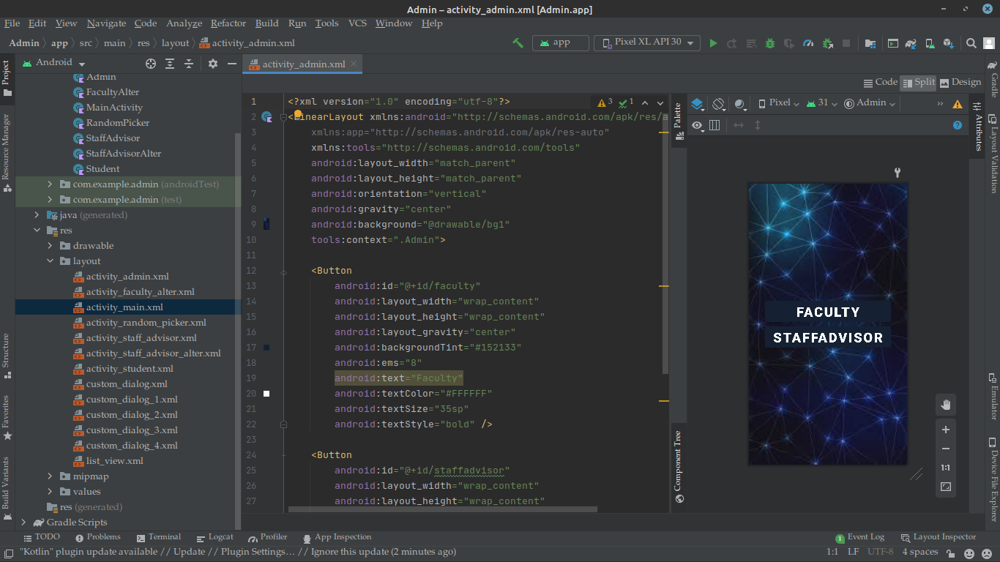 Admin – activity_admin.xml [Admin.app]
File Edit View Navigate Code Analyze Refactor Build Run Tools VCS Window Help
Admin app src main res layout activity_admin.xml app Pixel XL API 30
Android activity_admin.xml
Code Split Design
Project
Resource Manager
Structure
Favorites
Build Variants
Admin
FacultyAlter
MainActivity
RandomPicker
StaffAdvisor
StaffAdvisorAlter
Student
com.example.admin (androidTest)
com.example.admin (test)
java (generated)
res
drawable
layout
activity_admin.xml
activity_faculty_alter.xml
activity_main.xml
activity_random_picker.xml
activity_staff_advisor.xml
activity_staff_advisor_alter.xml
activity_student.xml
custom_dialog.xml
custom_dialog_1.xml
custom_dialog_2.xml
custom_dialog_3.xml
custom_dialog_4.xml
list_view.xml
mipmap
values
res (generated)
Gradle Scripts
1 <?xml version="1.0" encoding="utf-8"?> 3 1
2 <LinearLayout xmlns:android="http://schemas.android.com/apk/res/a
3 xmlns:app="http://schemas.android.com/apk/res-auto"
4 xmlns:tools="http://schemas.android.com/tools"
5 android:layout_width="match_parent"
6 android:layout_height="match_parent"
7 android:orientation="vertical"
8 android:gravity="center"
9 android:background="@drawable/bg1"
10 tools:context=".Admin">
11
12 <Button
13 android:id="@+id/faculty"
14 android:layout_width="wrap_content"
15 android:layout_height="wrap_content"
16 android:layout_gravity="center"
17 android:backgroundTint="#152133"
18 android:ems="8"
19 android:text="Faculty"
20 android:textColor="#FFFFFF"
21 android:textSize="35sp"
22 android:textStyle="bold" />
23
24 <Button
25 android:id="@+id/staffadvisor"
26 android:layout_width="wrap_content"
27 android:layout_height="wrap_content"
Palette
Component Tree
Pixel 31 Admin
FACULTY
STAFFADVISOR
1:1
Attributes
Gradle
Layout Validation
Emulator
Device File Explorer
TODO Problems Terminal Logcat Profiler App Inspection 1 Event Log Layout Inspector
"Kotlin" plugin update available // Update // Plugin Settings... // Ignore this update (2 minutes ago) 1:1 LF UTF-8 4 spaces